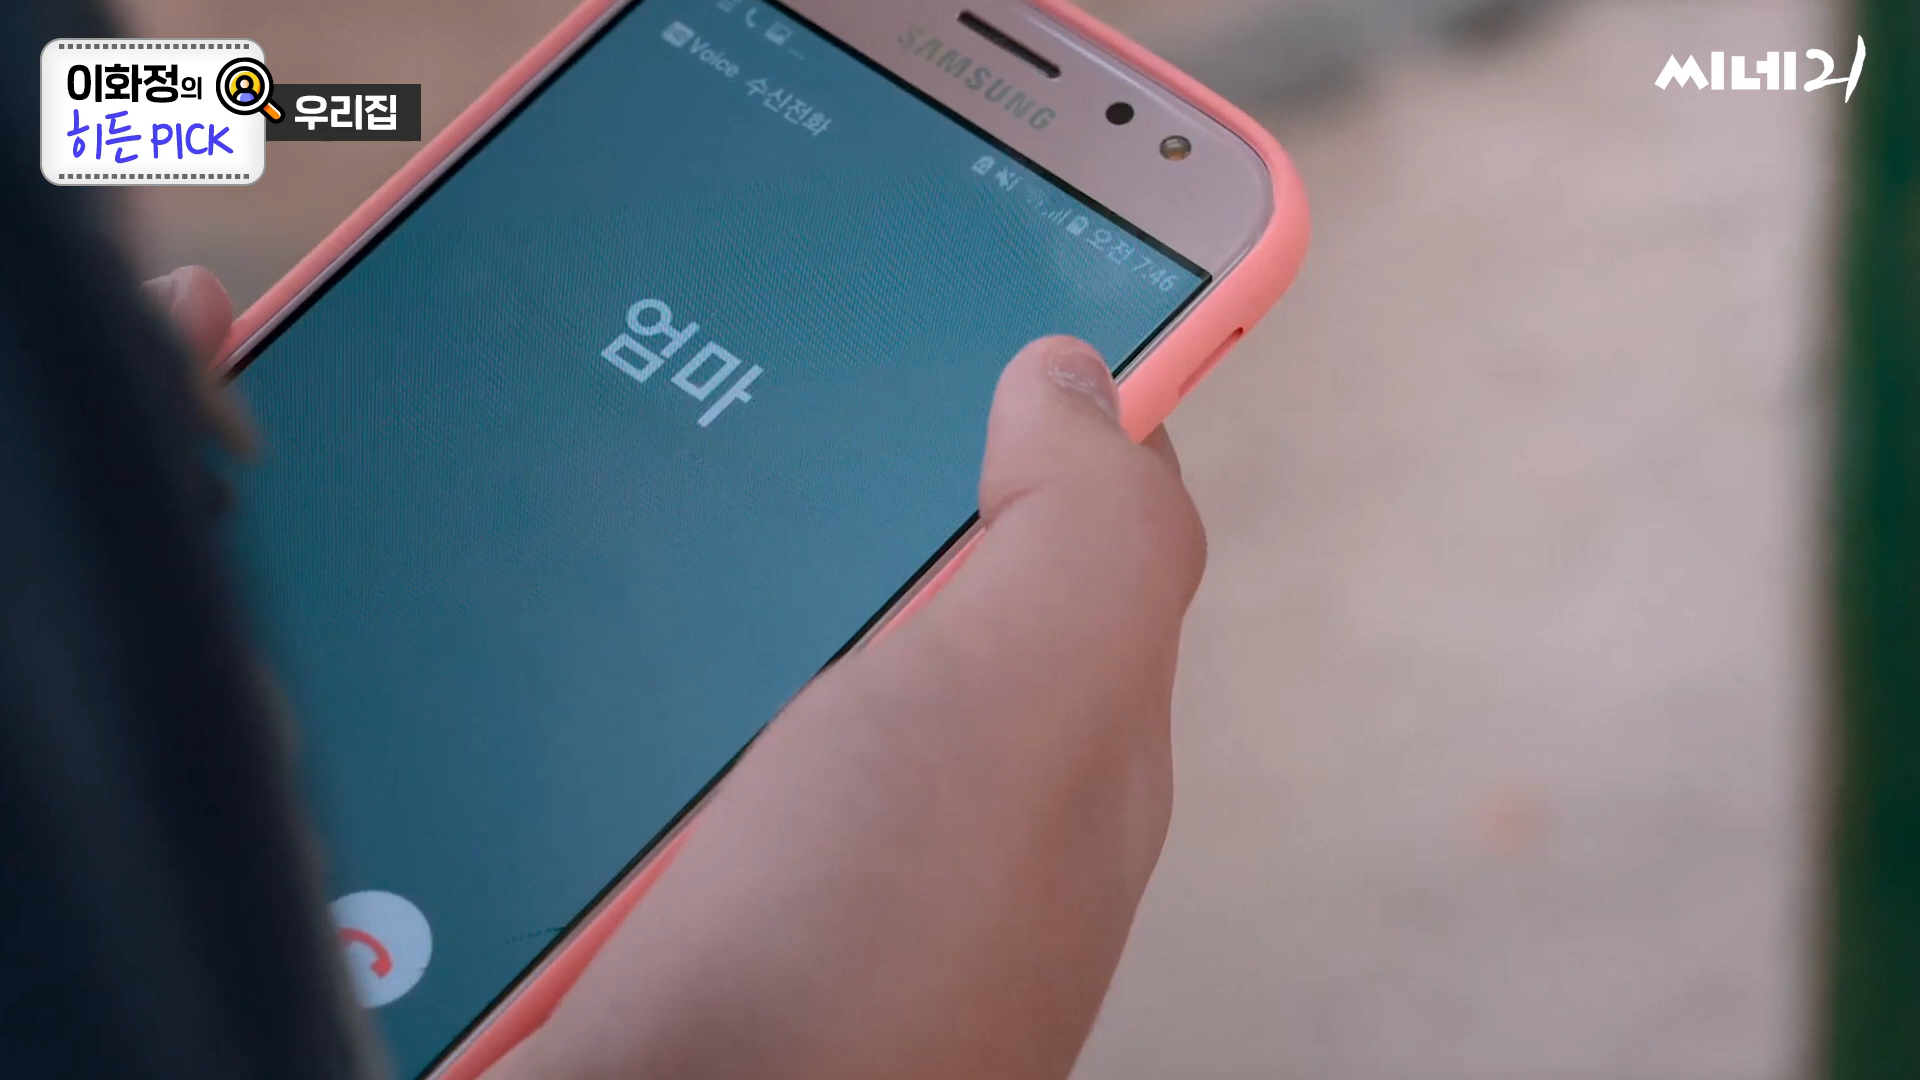 이화정의
히든 PICK
우리집
씨네21
SAMSUNG
Voice 수신전화
오전 7:46
엄마